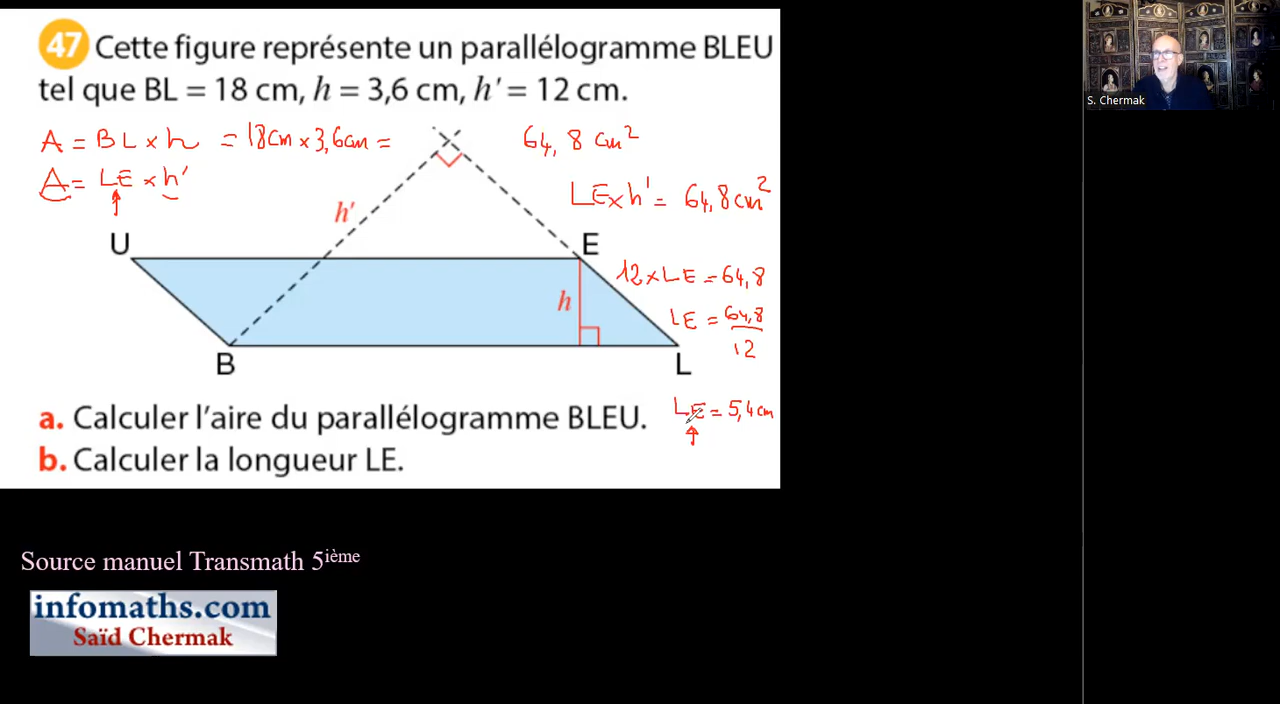 47 Cette figure représente un parallélogramme BLEU
tel que BL = 18 cm, h = 3,6 cm, h' = 12 cm.
A = BL × h = 18cm × 3,6cm = 64,8 cm²
A = LE × h'
LE × h' = 64,8 cm²
h'
U
E
12 × LE = 64,8
h
LE = 64,8
12
B
L
LE = 5,4 cm
a. Calculer l'aire du parallélogramme BLEU.
b. Calculer la longueur LE.
Source manuel Transmath 5ième
infomaths.com
Saïd Chermak
S. Chermak